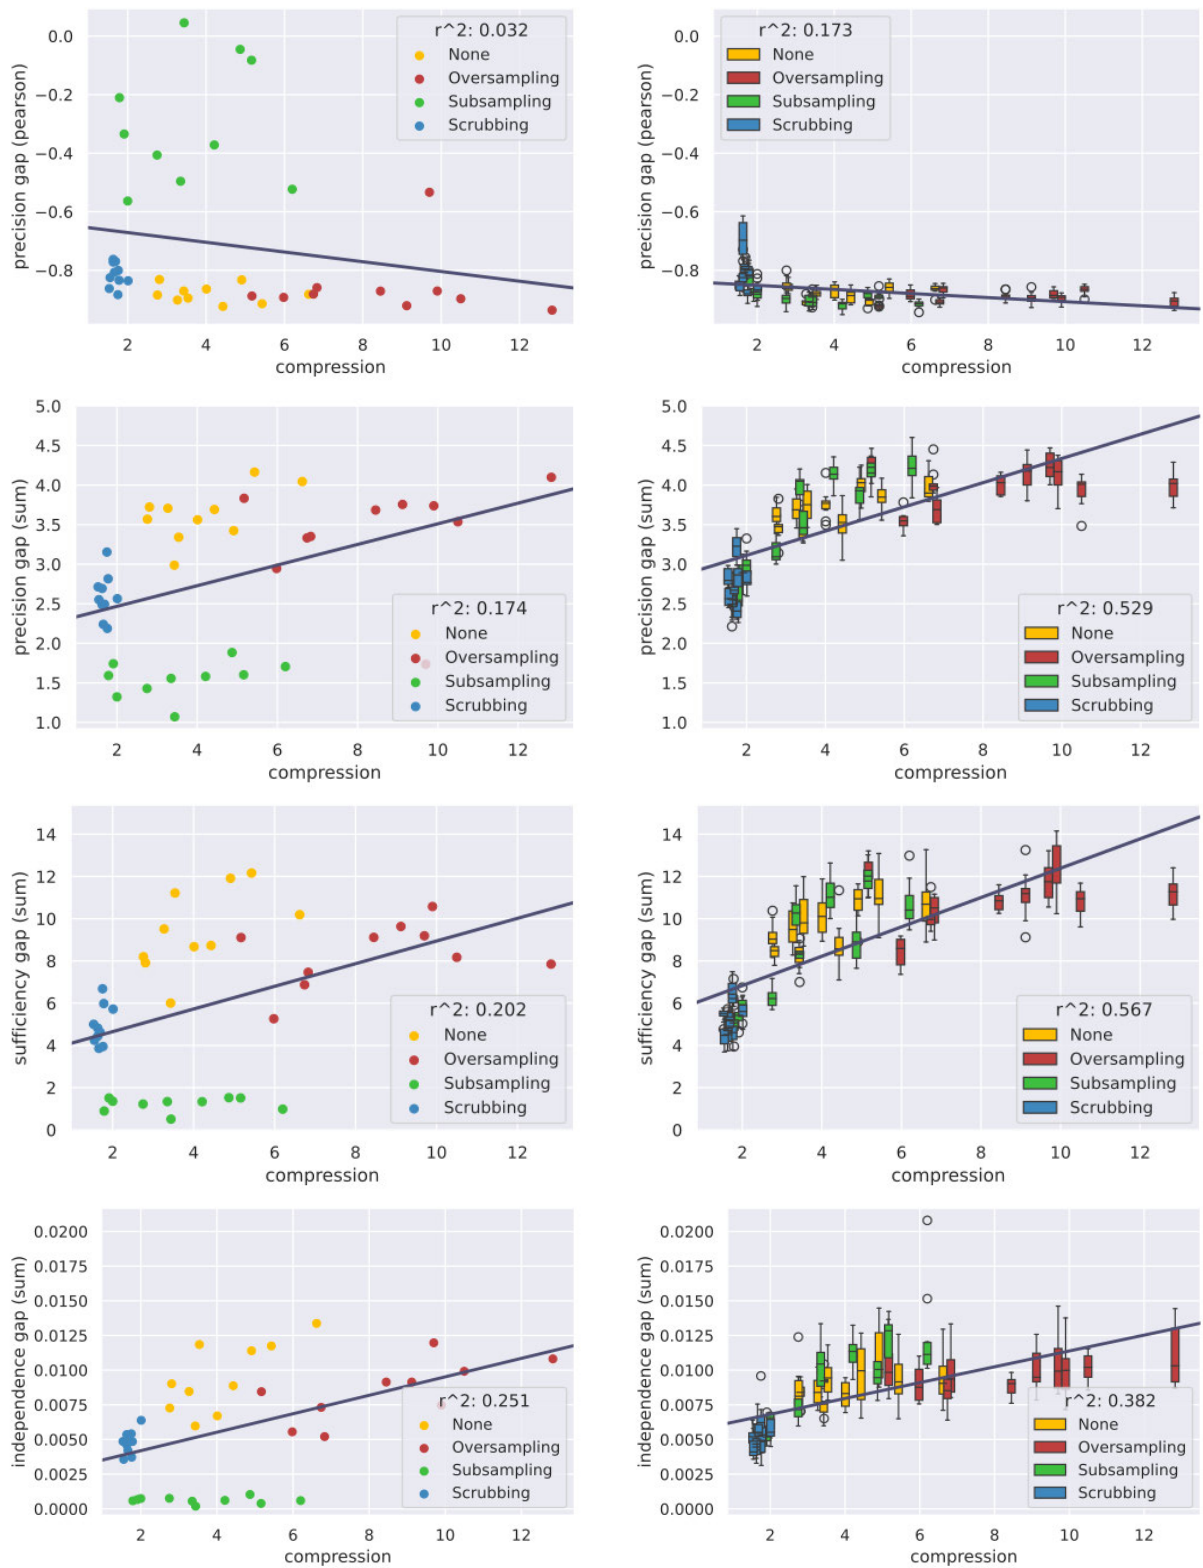 r^2: 0.032
None
Oversampling
Subsampling
Scrubbing
0.0
−0.2
−0.4
−0.6
−0.8
precision gap (pearson)
2 4 6 8 10 12
compression
r^2: 0.173
None
Oversampling
Subsampling
Scrubbing
0.0
−0.2
−0.4
−0.6
−0.8
precision gap (pearson)
2 4 6 8 10 12
compression
5.0
4.5
4.0
3.5
3.0
2.5
2.0
1.5
1.0
precision gap (sum)
r^2: 0.174
None
Oversampling
Subsampling
Scrubbing
2 4 6 8 10 12
compression
5.0
4.5
4.0
3.5
3.0
2.5
2.0
1.5
1.0
precision gap (sum)
r^2: 0.529
None
Oversampling
Subsampling
Scrubbing
2 4 6 8 10 12
compression
14
12
10
8
6
4
2
0
sufficiency gap (sum)
r^2: 0.202
None
Oversampling
Subsampling
Scrubbing
2 4 6 8 10 12
compression
14
12
10
8
6
4
2
0
sufficiency gap (sum)
r^2: 0.567
None
Oversampling
Subsampling
Scrubbing
2 4 6 8 10 12
compression
0.0200
0.0175
0.0150
0.0125
0.0100
0.0075
0.0050
0.0025
0.0000
independence gap (sum)
r^2: 0.251
None
Oversampling
Subsampling
Scrubbing
2 4 6 8 10 12
compression
0.0200
0.0175
0.0150
0.0125
0.0100
0.0075
0.0050
0.0025
0.0000
independence gap (sum)
r^2: 0.382
None
Oversampling
Subsampling
Scrubbing
2 4 6 8 10 12
compression